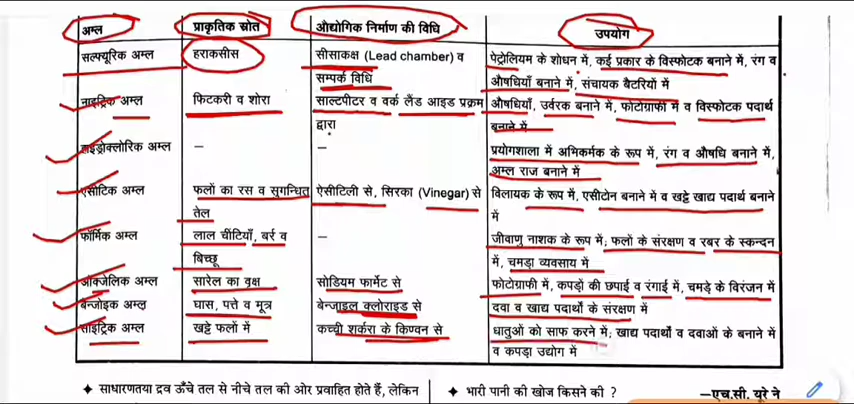 अम्ल प्राकृतिक स्रोत औद्योगिक निर्माण की विधि उपयोग
सल्फ्यूरिक अम्ल हराकसीस सीसाकक्ष (Lead chamber) व पेट्रोलियम के शोधन में, कई प्रकार के विस्फोटक बनाने में, रंग व
सम्पर्क विधि औषधियाँ बनाने में, संचायक बैटरियों में
नाइट्रिक अम्ल फिटकरी व शोरा साल्टपीटर व वर्क लैंड आइड प्रक्रम औषधियाँ, उर्वरक बनाने में, फोटोग्राफी में व विस्फोटक पदार्थ
द्वारा बनाने में
हाइड्रोक्लोरिक अम्ल – – प्रयोगशाला में अभिकर्मक के रूप में, रंग व औषधि बनाने में,
अम्ल राज बनाने में
एसीटिक अम्ल फलों का रस व सुगन्धित ऐसीटिली से, सिरका (Vinegar) से विलायक के रूप में, एसीटोन बनाने में व खट्टे खाद्य पदार्थ बनाने
तेल में
फॉर्मिक अम्ल लाल चींटियाँ, बर्र व – जीवाणु नाशक के रूप में; फलों के संरक्षण व रबर के स्कन्दन
बिच्छू में, चमड़ा व्यवसाय में
ऑक्जेलिक अम्ल सारेल का वृक्ष सोडियम फार्मेट से फोटोग्राफी में, कपड़ों की छपाई व रंगाई में, चमड़े के विरंजन में
बेन्जोइक अम्ल घास, पत्ते व मूत्र बेन्जाइल क्लोराइड से दवा व खाद्य पदार्थों के संरक्षण में
साइट्रिक अम्ल खट्टे फलों में कच्ची शर्करा के किण्वन से धातुओं को साफ करने में; खाद्य पदार्थों व दवाओं के बनाने में
व कपड़ा उद्योग में
✦ साधारणतया द्रव ऊँचे तल से नीचे तल की ओर प्रवाहित होते हैं, लेकिन ✦ भारी पानी की खोज किसने की ? –एच.सी. यूरे ने